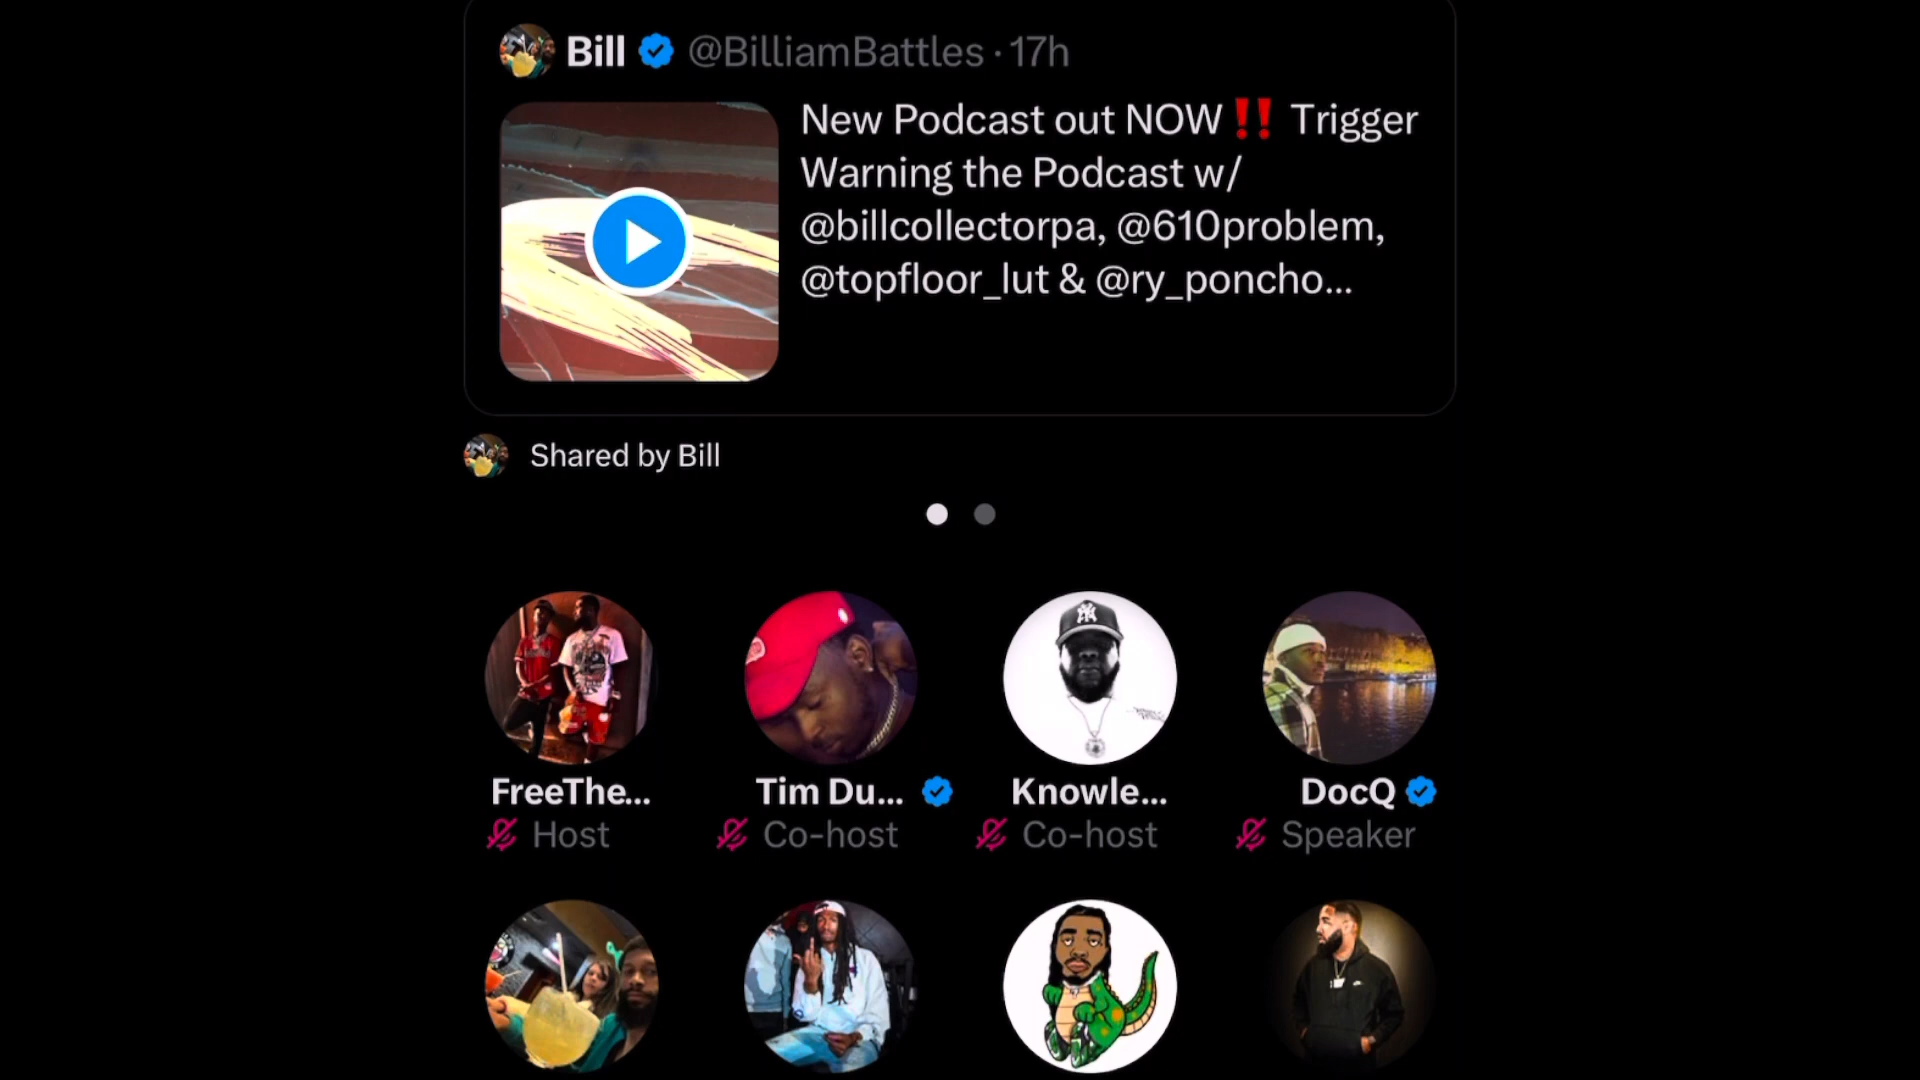 Bill @BilliamBattles · 17h
New Podcast out NOW‼️ Trigger
Warning the Podcast w/
@billcollectorpa, @610problem,
@topfloor_lut & @ry_poncho...
Shared by Bill
FreeThe... Tim Du... Knowle... DocQ
Host Co-host Co-host Speaker